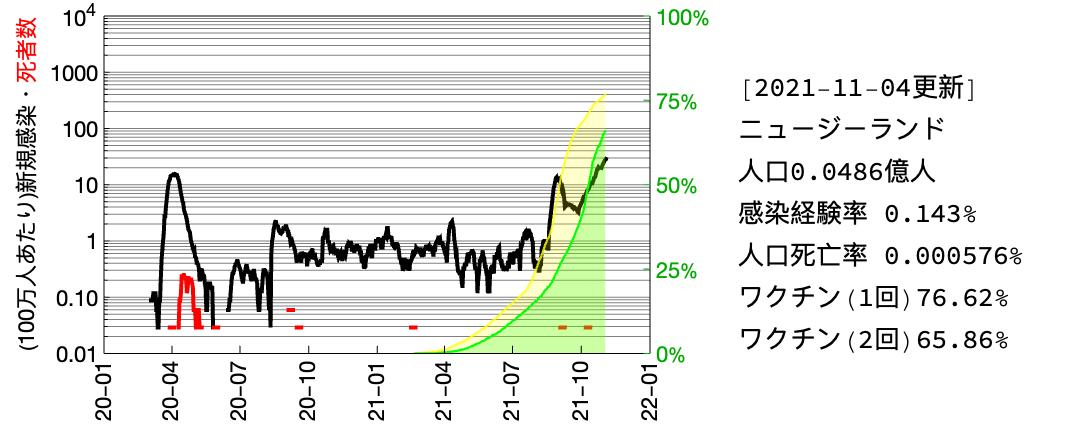 (100万人あたり)新規感染・死者数
10^4
1000
100
10
1
0.10
0.01
100%
75%
50%
25%
0%
20-01
20-04
20-07
20-10
21-01
21-04
21-07
21-10
22-01
[2021-11-04更新]
ニュージーランド
人口0.0486億人
感染経験率 0.143%
人口死亡率 0.000576%
ワクチン(1回)76.62%
ワクチン(2回)65.86%